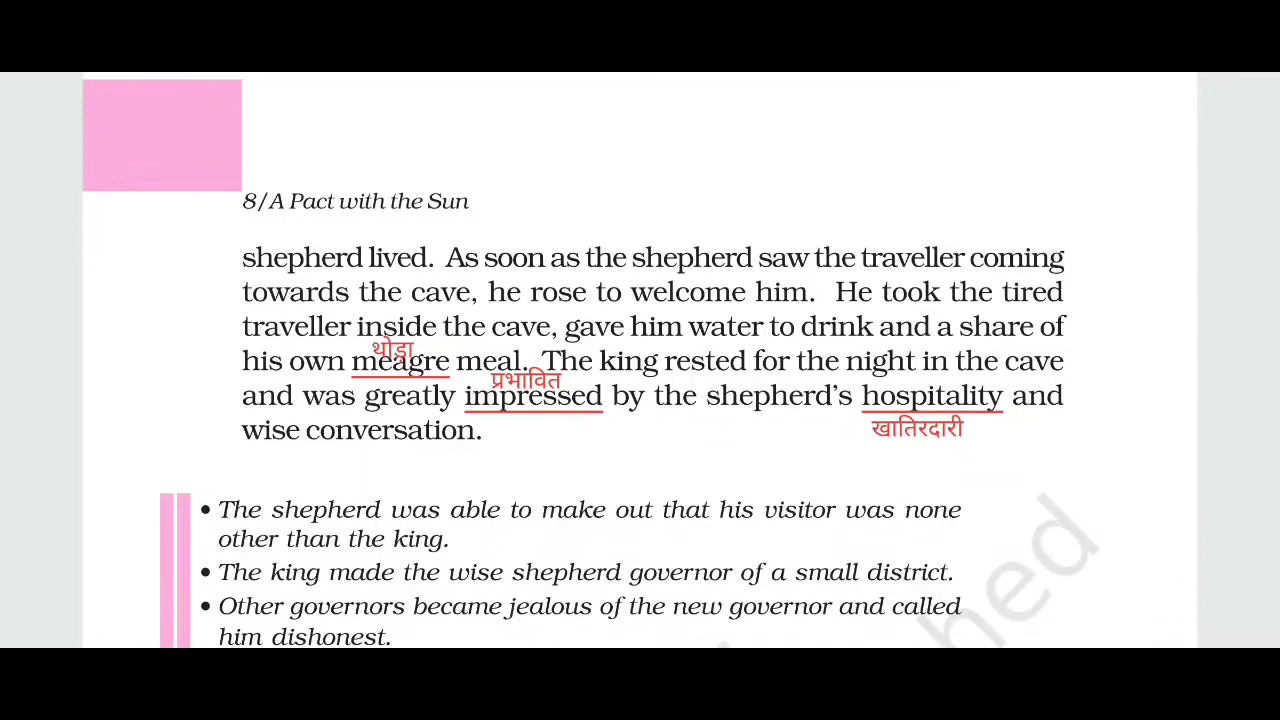 8/A Pact with the Sun
shepherd lived. As soon as the shepherd saw the traveller coming
towards the cave, he rose to welcome him. He took the tired
traveller inside the cave, gave him water to drink and a share of
थोड़ा
his own meagre meal. The king rested for the night in the cave
प्रभावित
and was greatly impressed by the shepherd's hospitality and
खातिरदारी
wise conversation.
• The shepherd was able to make out that his visitor was none
other than the king.
• The king made the wise shepherd governor of a small district.
• Other governors became jealous of the new governor and called
him dishonest.